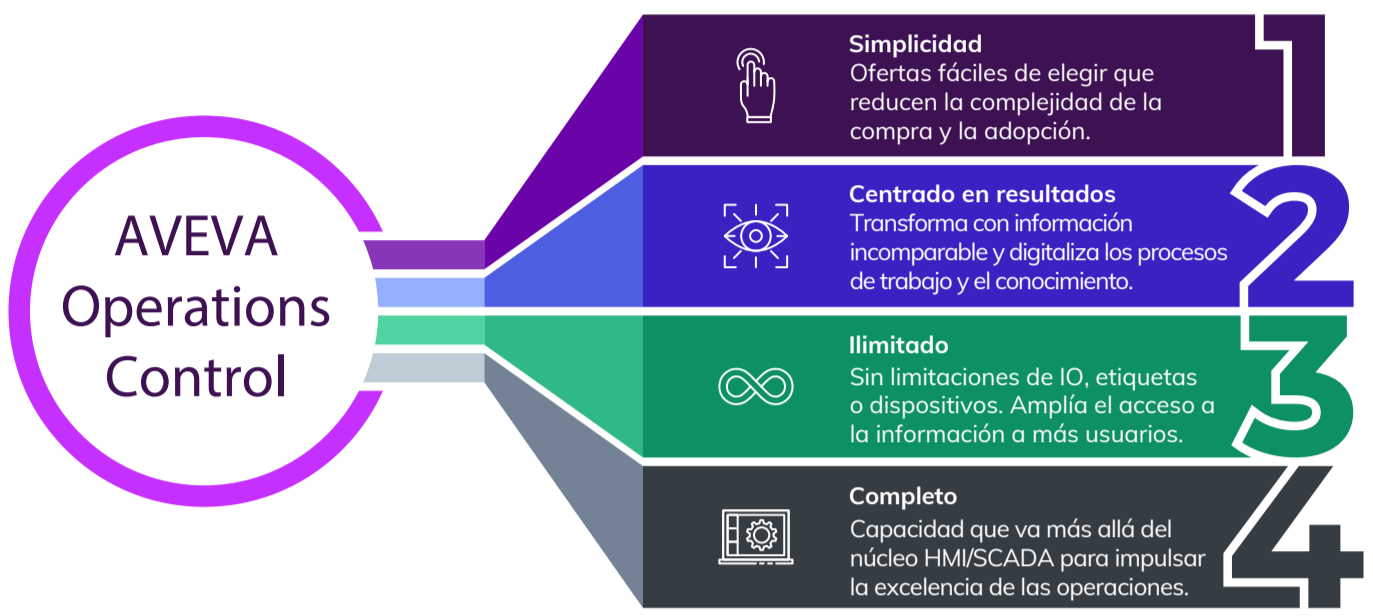 AVEVA
Operations
Control
Simplicidad
Ofertas fáciles de elegir que
reducen la complejidad de la
compra y la adopción.
1
Centrado en resultados
Transforma con información
incomparable y digitaliza los procesos
de trabajo y el conocimiento.
2
Ilimitado
Sin limitaciones de IO, etiquetas
o dispositivos. Amplía el acceso a
la información a más usuarios.
3
Completo
Capacidad que va más allá del
núcleo HMI/SCADA para impulsar
la excelencia de las operaciones.
4